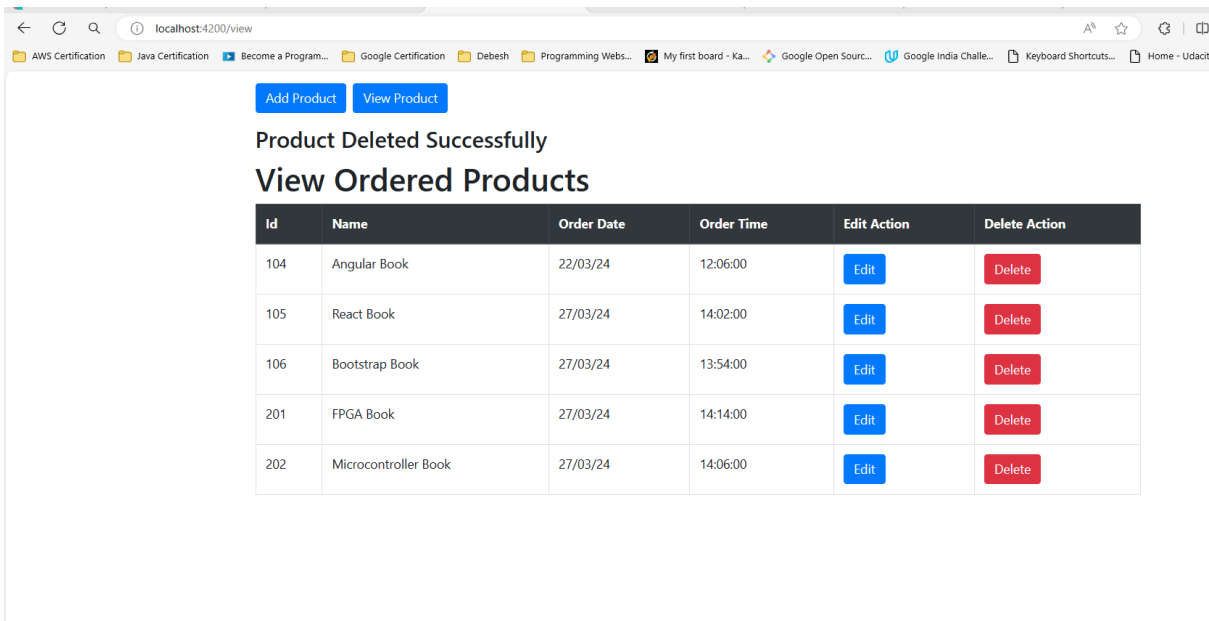 localhost:4200/view
AWS Certification Java Certification Become a Program... Google Certification Debesh Programming Webs... My first board - Ka... Google Open Sourc... Google India Challe... Keyboard Shortcuts... Home - Udacit
Add Product View Product
Product Deleted Successfully
View Ordered Products
Id Name Order Date Order Time Edit Action Delete Action
104 Angular Book 22/03/24 12:06:00 Edit Delete
105 React Book 27/03/24 14:02:00 Edit Delete
106 Bootstrap Book 27/03/24 13:54:00 Edit Delete
201 FPGA Book 27/03/24 14:14:00 Edit Delete
202 Microcontroller Book 27/03/24 14:06:00 Edit Delete